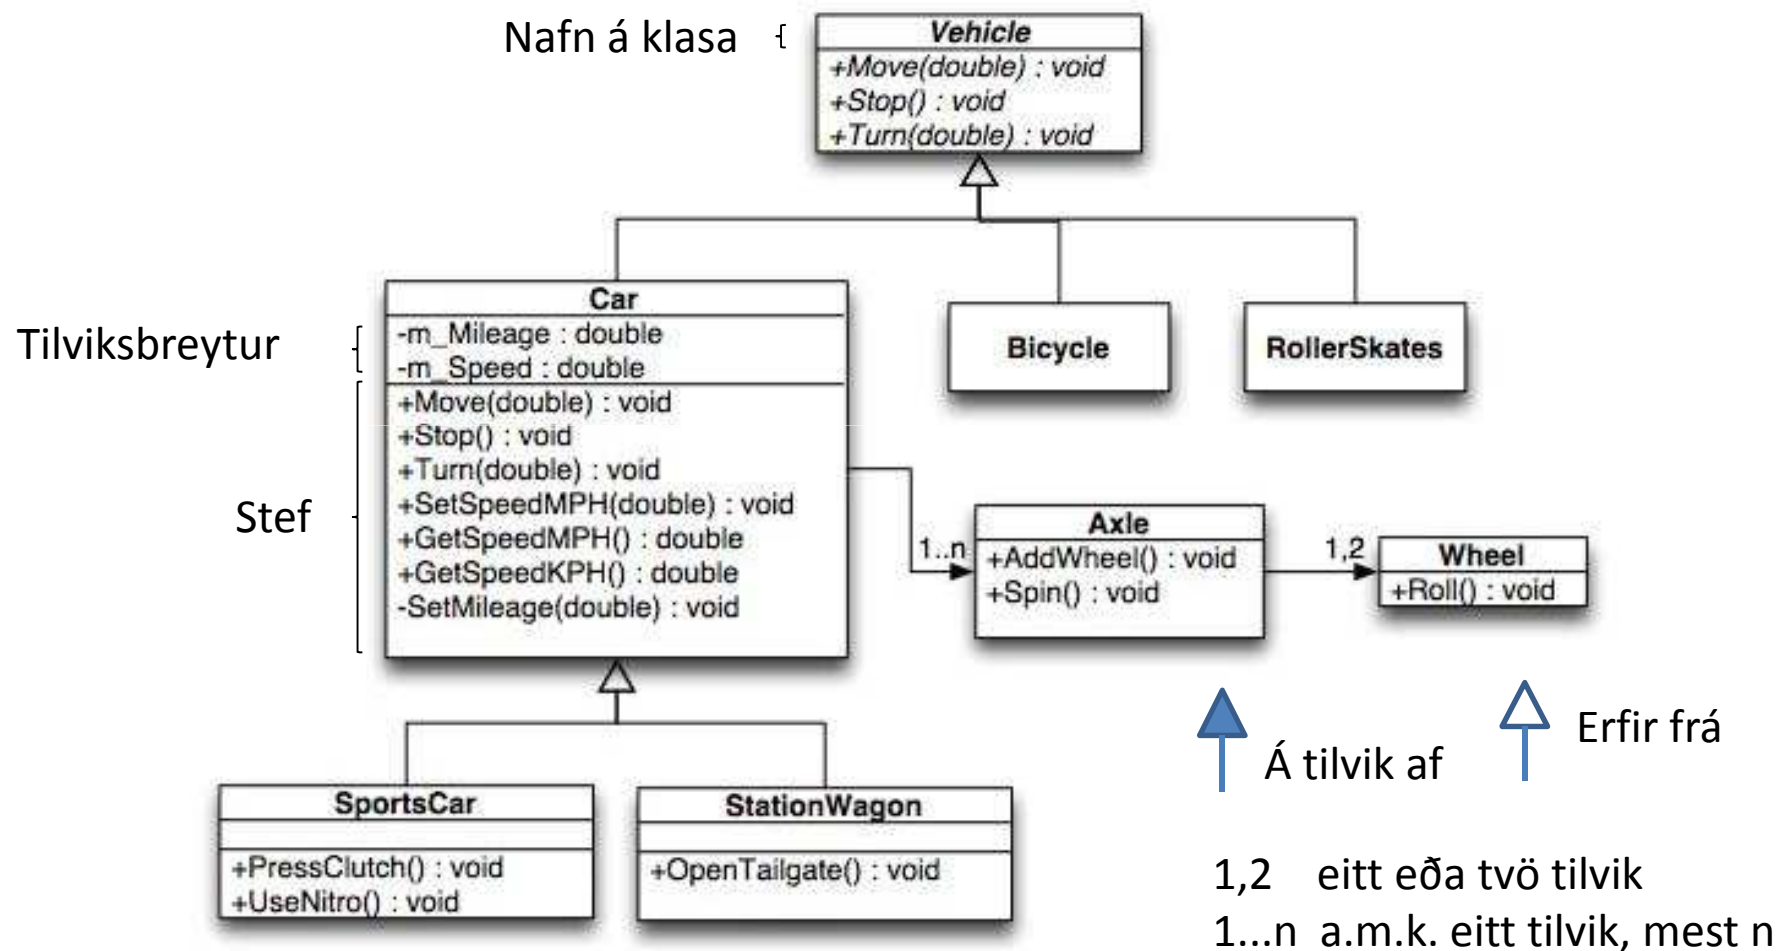 Nafn á klasa
Vehicle
+Move(double) : void
+Stop() : void
+Turn(double) : void
Tilviksbreytur
Stef
Car
-m_Mileage : double
-m_Speed : double
+Move(double) : void
+Stop() : void
+Turn(double) : void
+SetSpeedMPH(double) : void
+GetSpeedMPH() : double
+GetSpeedKPH() : double
-SetMileage(double) : void
Bicycle
RollerSkates
1..n
Axle
+AddWheel() : void
+Spin() : void
1,2
Wheel
+Roll() : void
SportsCar
+PressClutch() : void
+UseNitro() : void
StationWagon
+OpenTailgate() : void
Á tilvik af
Erfir frá
1,2 eitt eða tvö tilvik
1...n a.m.k. eitt tilvik, mest n